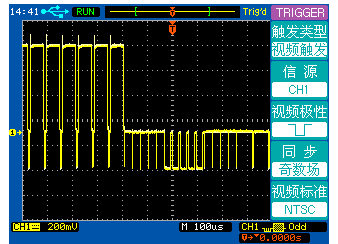 14:41 RUN Trig'd TRIGGER
触发类型
视频触发
信 源
CH1
视频极性
同 步
奇数场
视频标准
NTSC
1
CH1 200mV M 100us CH1 Odd
0.0000s